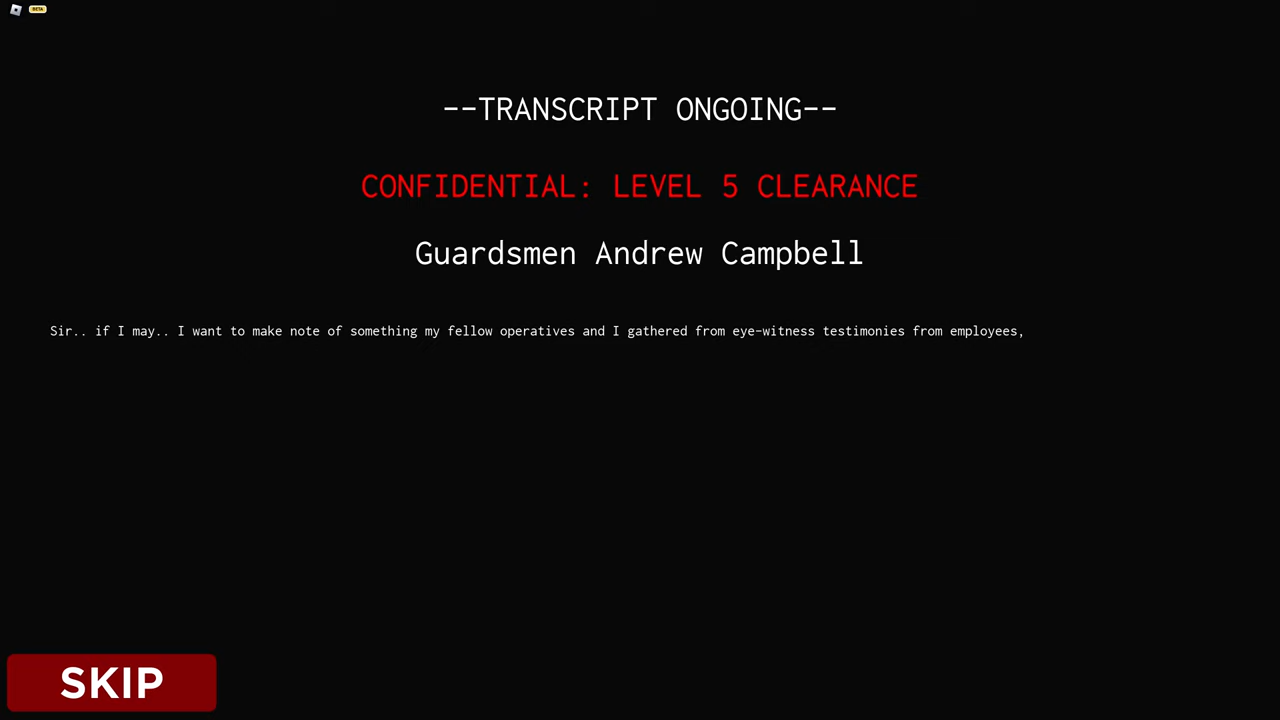 BETA
--TRANSCRIPT ONGOING--
CONFIDENTIAL: LEVEL 5 CLEARANCE
Guardsmen Andrew Campbell
Sir.. if I may.. I want to make note of something my fellow operatives and I gathered from eye-witness testimonies from employees,
SKIP